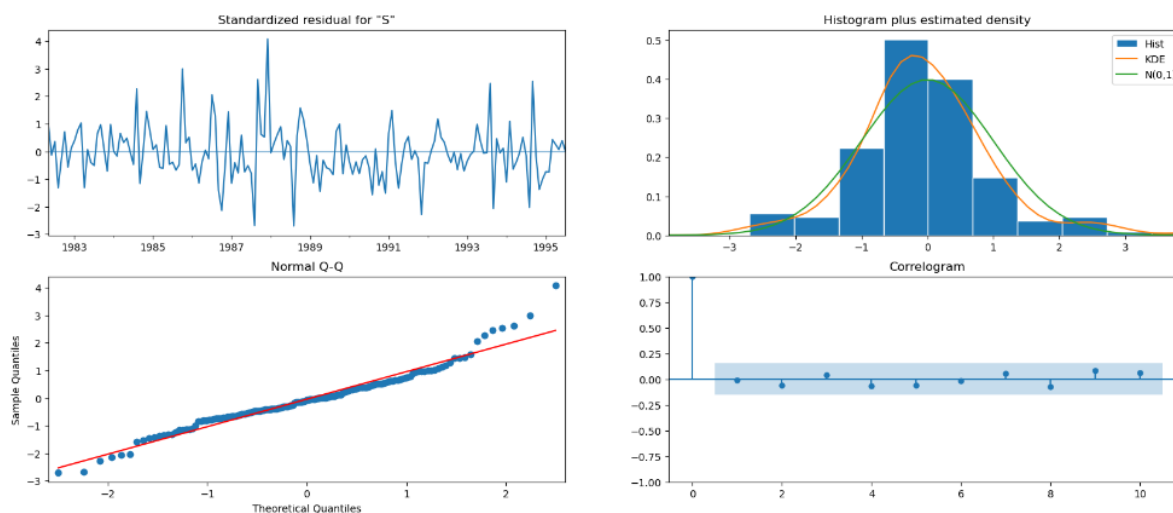 Standardized residual for "S"
4
3
2
1
0
−1
−2
−3
1983 1985 1987 1989 1991 1993 1995
Histogram plus estimated density
0.5
0.4
0.3
0.2
0.1
0.0
−3 −2 −1 0 1 2 3
Hist
KDE
N(0,1)
Normal Q-Q
Sample Quantiles
4
3
2
1
0
−1
−2
−3
−2 −1 0 1 2
Theoretical Quantiles
Correlogram
1.00
0.75
0.50
0.25
0.00
−0.25
−0.50
−0.75
−1.00
0 2 4 6 8 10